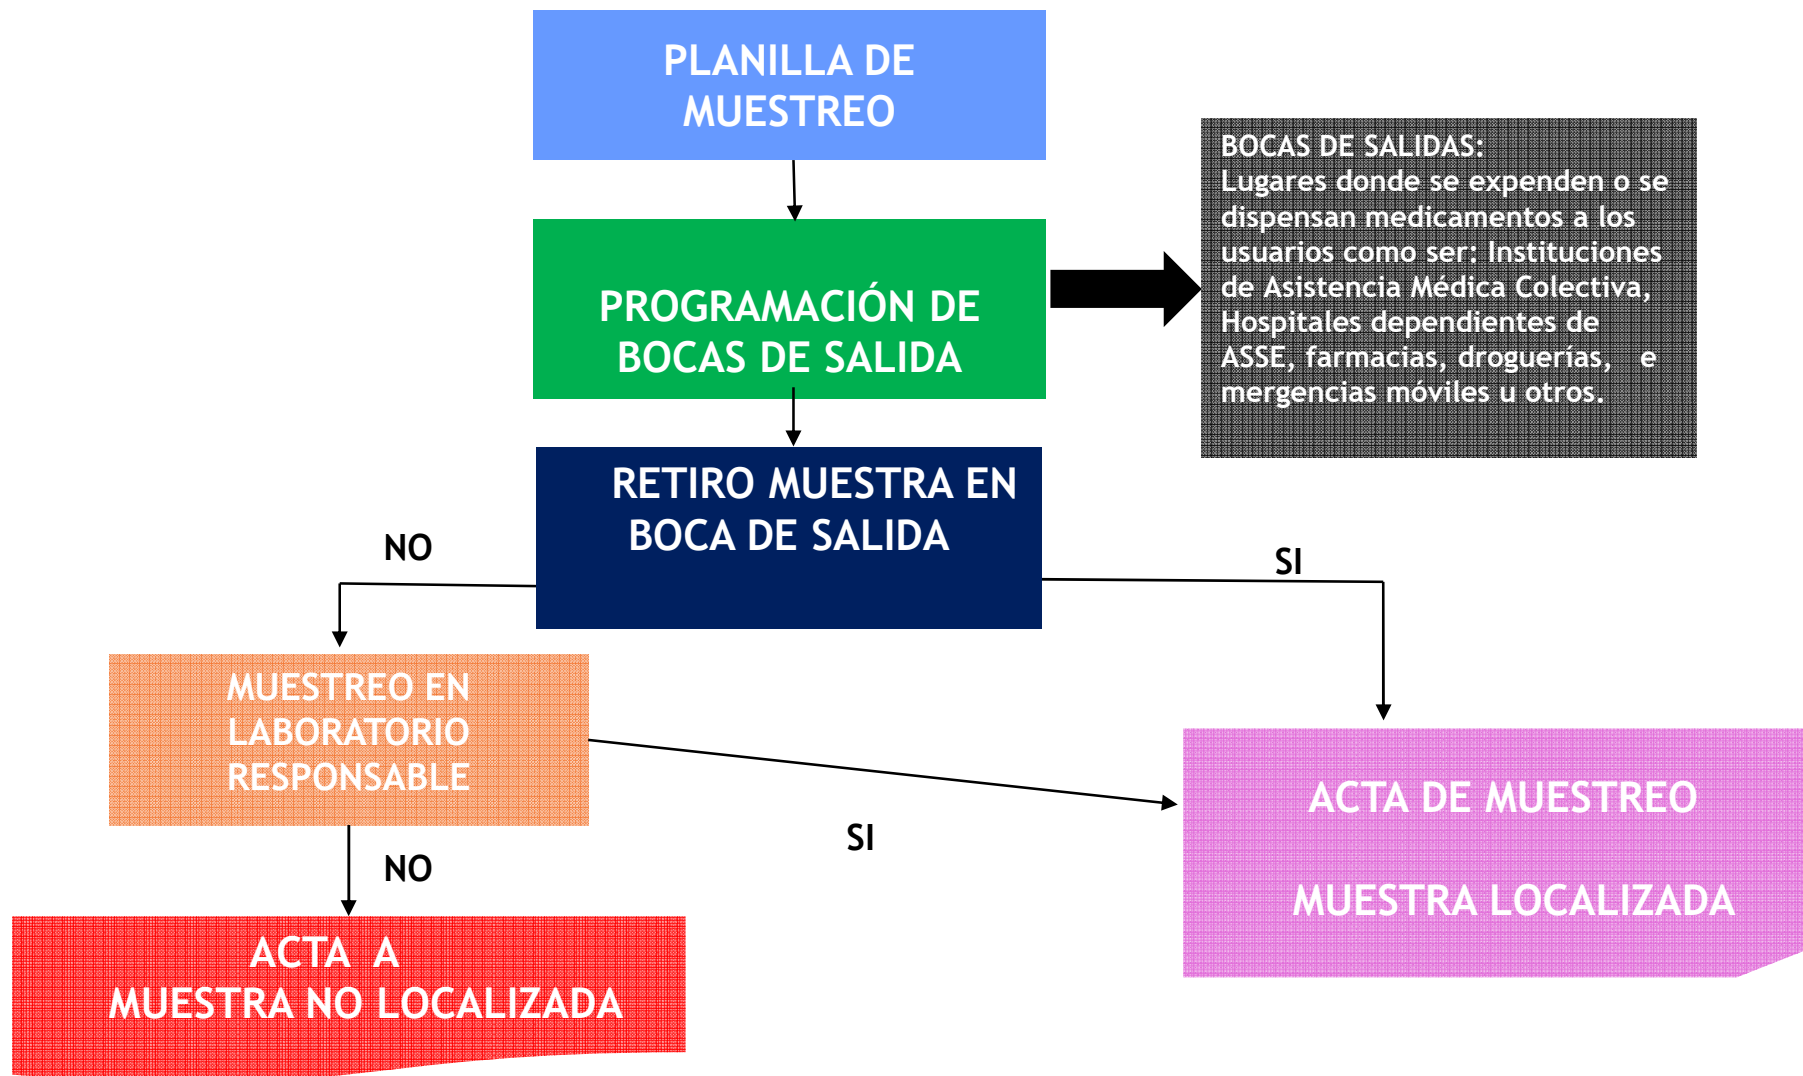 PLANILLA DE
MUESTREO
BOCAS DE SALIDAS:
Lugares donde se expenden o se
dispensan medicamentos a los
usuarios como ser: Instituciones
de Asistencia Médica Colectiva,
Hospitales dependientes de
ASSE, farmacias, droguerías, e
mergencias móviles u otros.
PROGRAMACIÓN DE
BOCAS DE SALIDA
RETIRO MUESTRA EN
BOCA DE SALIDA
NO
SI
MUESTREO EN
LABORATORIO
RESPONSABLE
ACTA DE MUESTREO
MUESTRA LOCALIZADA
SI
NO
ACTA A
MUESTRA NO LOCALIZADA